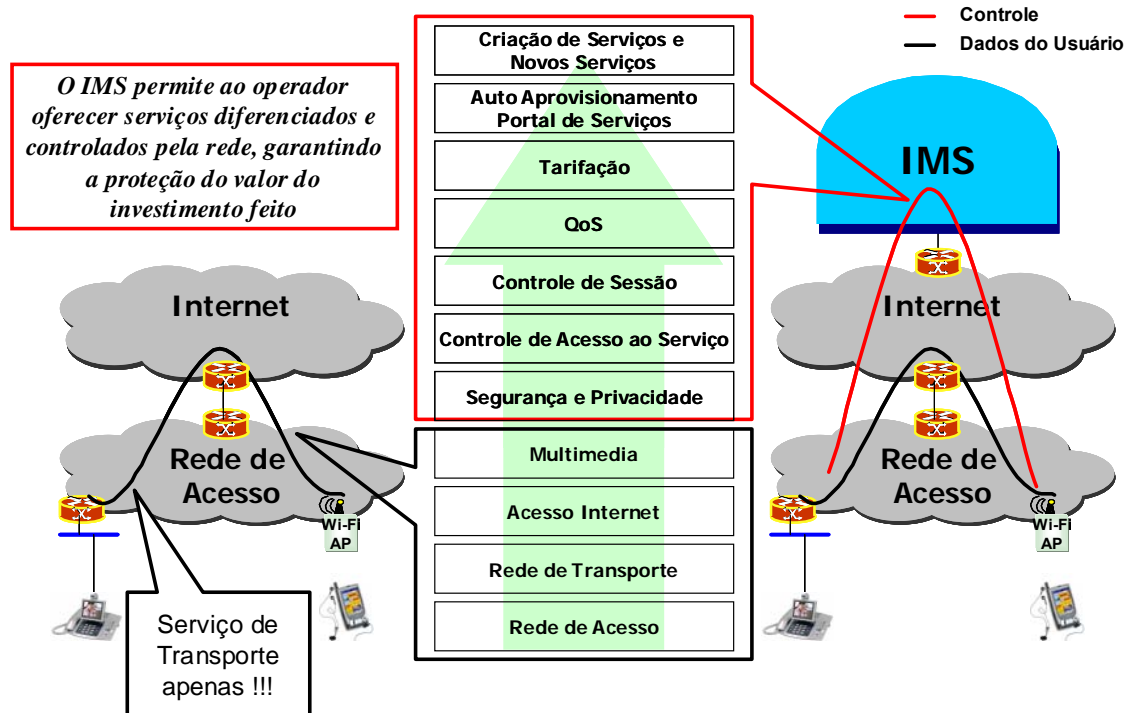 Controle
Dados do Usuário
O IMS permite ao operador
oferecer serviços diferenciados e
controlados pela rede, garantindo
a proteção do valor do
investimento feito
Internet
Rede de
Acesso
Wi-Fi
AP
Serviço de
Transporte
apenas !!!
Criação de Serviços e
Novos Serviços
Auto Aprovisionamento
Portal de Serviços
Tarifação
QoS
Controle de Sessão
Controle de Acesso ao Serviço
Segurança e Privacidade
Multimedia
Acesso Internet
Rede de Transporte
Rede de Acesso
IMS
Internet
Rede de
Acesso
Wi-Fi
AP